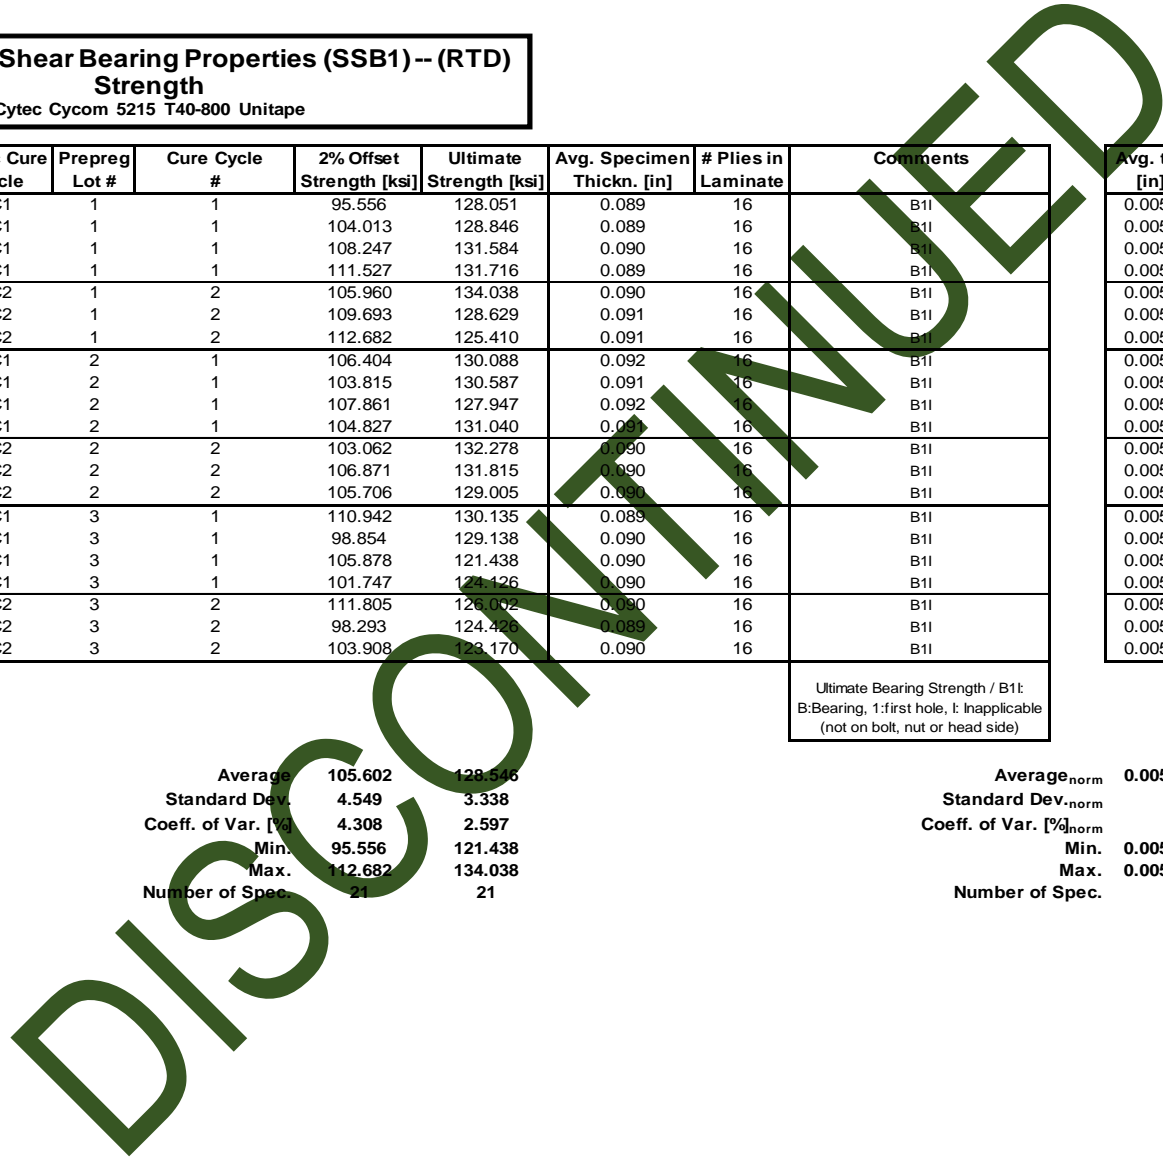 Shear Bearing Properties (SSB1) -- (RTD)
Strength
Cytec Cycom 5215 T40-800 Unitape
Cure Prepreg Cure Cycle 2% Offset Ultimate Avg. Specimen # Plies in Comments Avg.
Lot # # Strength [ksi] Strength [ksi] Thickn. [in] Laminate [in]
1 1 95.556 128.051 0.089 16 B1I
1 1 104.013 128.846 0.089 16 B1I
1 1 108.247 131.584 0.090 16 B1I
1 1 111.527 131.716 0.089 16 B1I
1 2 105.960 134.038 0.090 16 B1I
1 2 109.693 128.629 0.091 16 B1I
1 2 112.682 125.410 0.091 16 B1I
2 1 106.404 130.088 0.092 16 B1I
2 1 103.815 130.587 0.091 16 B1I
2 1 107.861 127.947 0.092 16 B1I
2 1 104.827 131.040 0.091 16 B1I
2 2 103.062 132.278 0.090 16 B1I
2 2 106.871 131.815 0.090 16 B1I
2 2 105.706 129.005 0.090 16 B1I
3 1 110.942 130.135 0.089 16 B1I
3 1 98.854 129.138 0.090 16 B1I
3 1 105.878 121.438 0.090 16 B1I
3 1 101.747 124.126 0.090 16 B1I
3 2 111.805 126.002 0.090 16 B1I
3 2 98.293 124.426 0.089 16 B1I
3 2 103.908 123.170 0.090 16 B1I
Ultimate Bearing Strength / B1I:
B:Bearing, 1:first hole, I: Inapplicable
(not on bolt, nut or head side)
Average 105.602 128.546 Average norm
Standard Dev. 4.549 3.338 Standard Dev. norm
Coeff. of Var. [%] 4.308 2.597 Coeff. of Var. [%] norm
Min. 95.556 121.438 Min.
Max. 112.682 134.038 Max.
Number of Spec. 21 21 Number of Spec.
DISCONTINUED